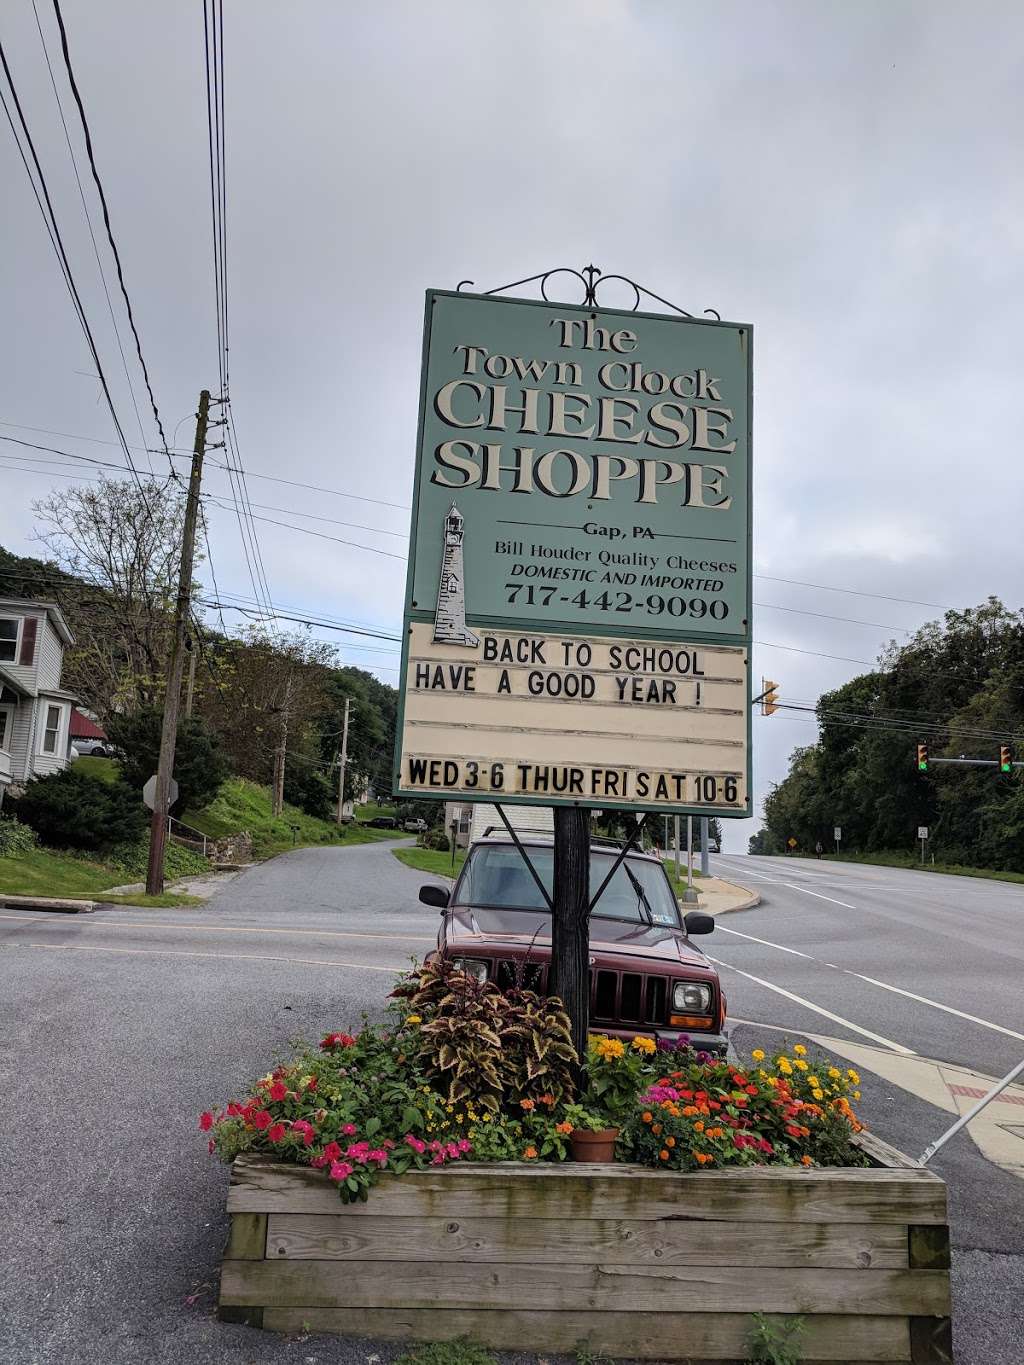 The
Town Clock
CHEESE
SHOPPE
Gap, PA
Bill Houder Quality Cheeses
DOMESTIC AND IMPORTED
717-442-9090
BACK TO SCHOOL
HAVE A GOOD YEAR !
WED 3-6 THUR FRI SAT 10-6